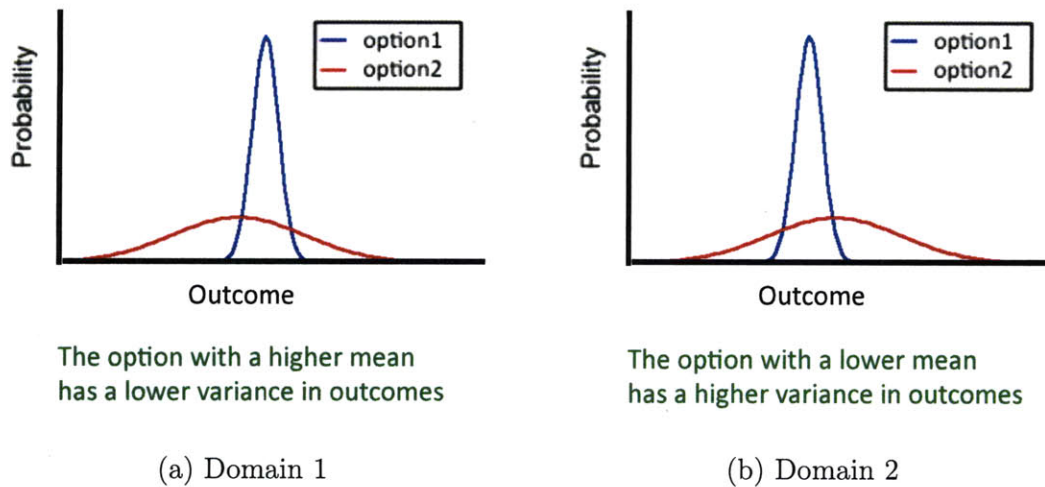 Probability
option1
option2
Outcome
The option with a higher mean
has a lower variance in outcomes
(a) Domain 1
Probability
option1
option2
Outcome
The option with a lower mean
has a higher variance in outcomes
(b) Domain 2